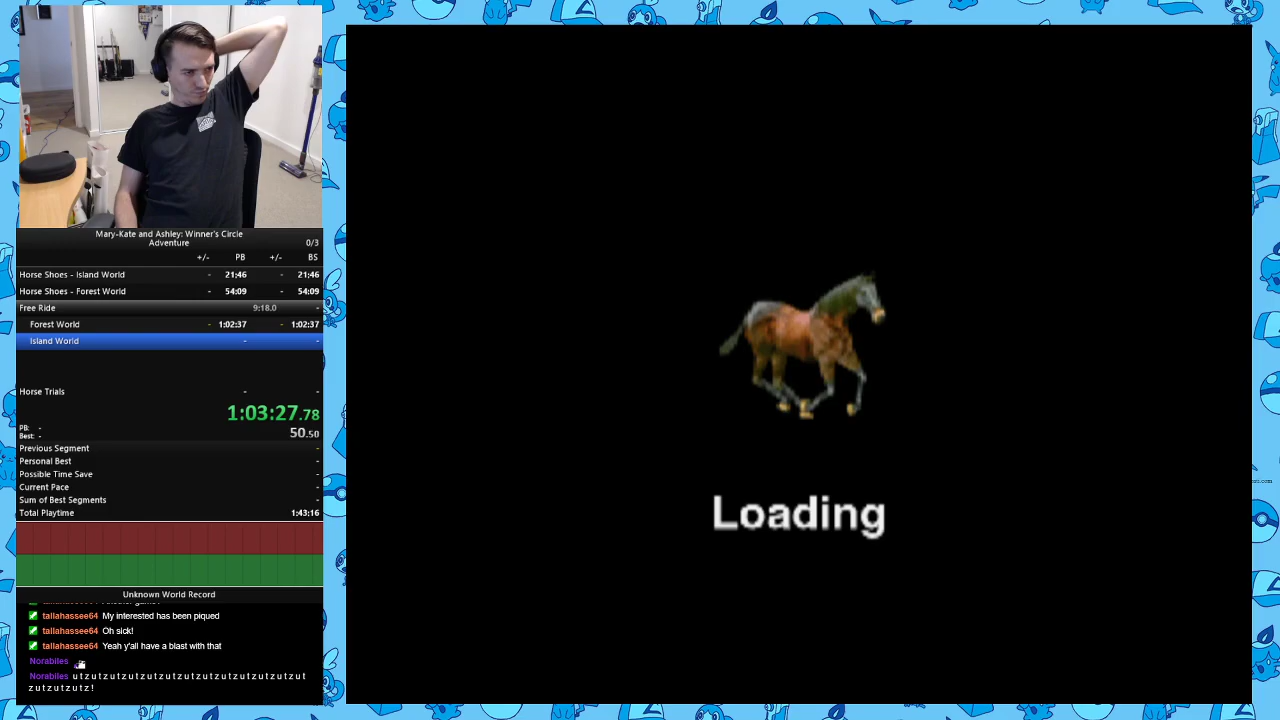 Mary-Kate and Ashley: Winner's Circle
Adventure 0/3
+/- PB +/- BS
Horse Shoes - Island World - 21;46 - 21;46
Horse Shoes - Forest World - 54:09 - 54:09
Free Ride 9:18.0 -
Forest World - 1:02:37 - 1:02:37
Island World - -
Horse Trials - -
1:03:27.78
PB: -
Best: - 50.50
Previous Segment -
Personal Best -
Possible Time Save -
Current Pace -
Sum of Best Segments -
Total Playtime 1:43:16
Unknown World Record
tallahassee64 My interested has been piqued
tallahassee64 Oh sick!
tallahassee64 Yeah y'all have a blast with that
Norabiles
Norabiles u t z u t z u t z u t z u t z u t z u t z u t z u t z u t z u t z u t z u t z u t z u t
z u t z u t z u t z !
Loading